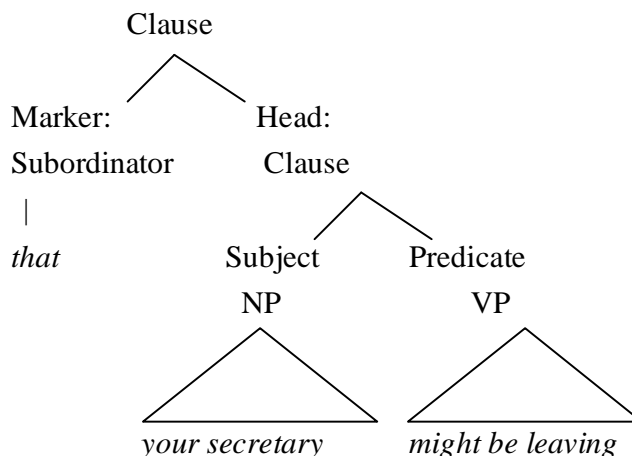 Clause
Marker: Head:
Subordinator Clause
|
that Subject Predicate
NP VP
your secretary might be leaving